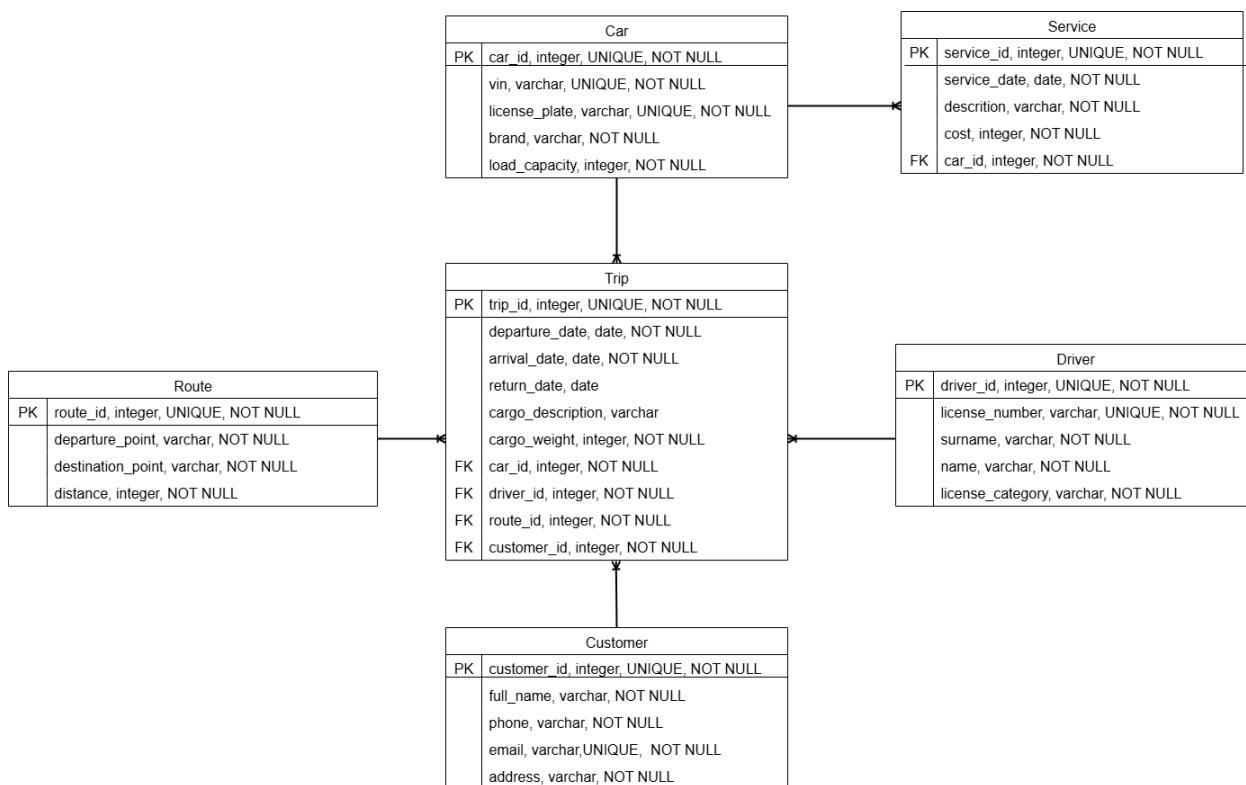 Car
PK car_id, integer, UNIQUE, NOT NULL
vin, varchar, UNIQUE, NOT NULL
license_plate, varchar, UNIQUE, NOT NULL
brand, varchar, NOT NULL
load_capacity, integer, NOT NULL
Service
PK service_id, integer, UNIQUE, NOT NULL
service_date, date, NOT NULL
descrition, varchar, NOT NULL
cost, integer, NOT NULL
FK car_id, integer, NOT NULL
Trip
PK trip_id, integer, UNIQUE, NOT NULL
departure_date, date, NOT NULL
arrival_date, date, NOT NULL
return_date, date
cargo_description, varchar
cargo_weight, integer, NOT NULL
FK car_id, integer, NOT NULL
FK driver_id, integer, NOT NULL
FK route_id, integer, NOT NULL
FK customer_id, integer, NOT NULL
Route
PK route_id, integer, UNIQUE, NOT NULL
departure_point, varchar, NOT NULL
destination_point, varchar, NOT NULL
distance, integer, NOT NULL
Driver
PK driver_id, integer, UNIQUE, NOT NULL
license_number, varchar, UNIQUE, NOT NULL
surname, varchar, NOT NULL
name, varchar, NOT NULL
license_category, varchar, NOT NULL
Customer
PK customer_id, integer, UNIQUE, NOT NULL
full_name, varchar, NOT NULL
phone, varchar, NOT NULL
email, varchar,UNIQUE, NOT NULL
address, varchar, NOT NULL